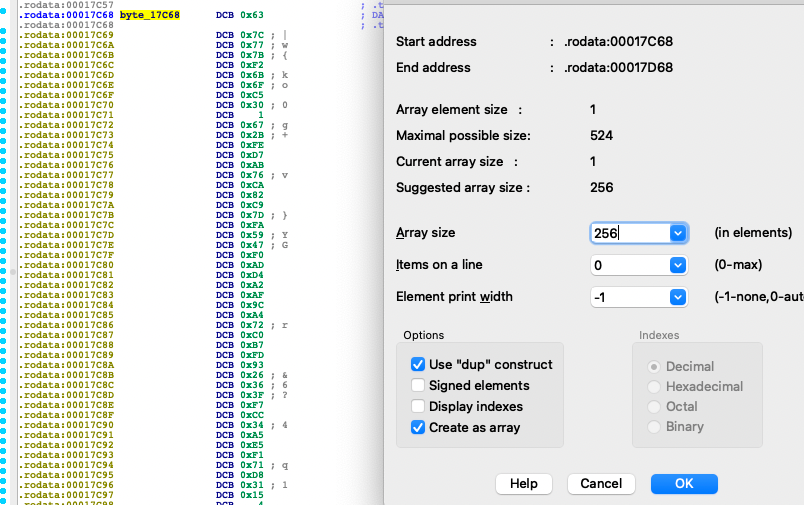 .rodata:00017C57 ; .t
.rodata:00017C68 byte_17C68 DCB 0x63 ; DA
.rodata:00017C68 ; .t
.rodata:00017C69 DCB 0x7C ; |
.rodata:00017C6A DCB 0x77 ; w
.rodata:00017C6B DCB 0x7B ; {
.rodata:00017C6C DCB 0xF2
.rodata:00017C6D DCB 0x6B ; k
.rodata:00017C6E DCB 0x6F ; o
.rodata:00017C6F DCB 0xC5
.rodata:00017C70 DCB 0x30 ; 0
.rodata:00017C71 DCB 1
.rodata:00017C72 DCB 0x67 ; g
.rodata:00017C73 DCB 0x2B ; +
.rodata:00017C74 DCB 0xFE
.rodata:00017C75 DCB 0xD7
.rodata:00017C76 DCB 0xAB
.rodata:00017C77 DCB 0x76 ; v
.rodata:00017C78 DCB 0xCA
.rodata:00017C79 DCB 0x82
.rodata:00017C7A DCB 0xC9
.rodata:00017C7B DCB 0x7D ; }
.rodata:00017C7C DCB 0xFA
.rodata:00017C7D DCB 0x59 ; Y
.rodata:00017C7E DCB 0x47 ; G
.rodata:00017C7F DCB 0xF0
.rodata:00017C80 DCB 0xAD
.rodata:00017C81 DCB 0xD4
.rodata:00017C82 DCB 0xA2
.rodata:00017C83 DCB 0xAF
.rodata:00017C84 DCB 0x9C
.rodata:00017C85 DCB 0xA4
.rodata:00017C86 DCB 0x72 ; r
.rodata:00017C87 DCB 0xC0
.rodata:00017C88 DCB 0xB7
.rodata:00017C89 DCB 0xFD
.rodata:00017C8A DCB 0x93
.rodata:00017C8B DCB 0x26 ; &
.rodata:00017C8C DCB 0x36 ; 6
.rodata:00017C8D DCB 0x3F ; ?
.rodata:00017C8E DCB 0xF7
.rodata:00017C8F DCB 0xCC
.rodata:00017C90 DCB 0x34 ; 4
.rodata:00017C91 DCB 0xA5
.rodata:00017C92 DCB 0xE5
.rodata:00017C93 DCB 0xF1
.rodata:00017C94 DCB 0x71 ; q
.rodata:00017C95 DCB 0xD8
.rodata:00017C96 DCB 0x31 ; 1
.rodata:00017C97 DCB 0x15
Start address : .rodata:00017C68
End address : .rodata:00017D68
Array element size : 1
Maximal possible size: 524
Current array size : 1
Suggested array size : 256
Array size 256 (in elements)
Items on a line 0 (0-max)
Element print width -1 (-1-none,0-aut
Options
Use "dup" construct
Signed elements
Display indexes
Create as array
Indexes
Decimal
Hexadecimal
Octal
Binary
Help Cancel OK